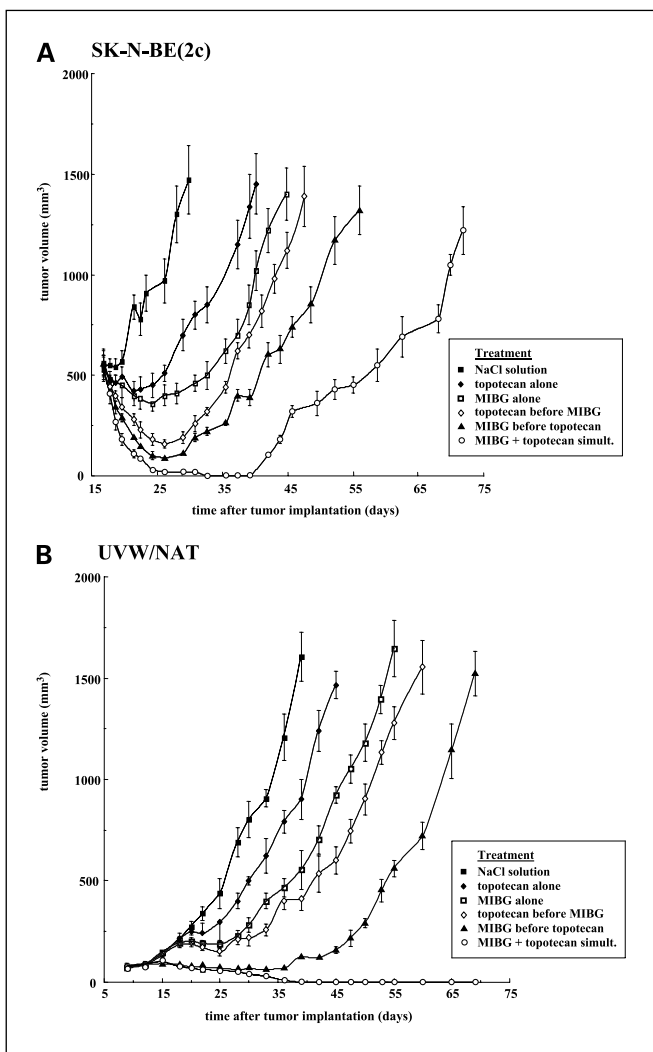 A
SK-N-BE(2c)
2000
1500
1000
500
0
tumor volume (mm³)
15 25 35 45 55 65 75
time after tumor implantation (days)
Treatment
NaCl solution
topotecan alone
MIBG alone
topotecan before MIBG
MIBG before topotecan
MIBG + topotecan simult.
B
UVW/NAT
2000
1500
1000
500
0
tumor volume (mm³)
5 15 25 35 45 55 65 75
time after tumor implantation (days)
Treatment
NaCl solution
topotecan alone
MIBG alone
topotecan before MIBG
MIBG before topotecan
MIBG + topotecan simult.